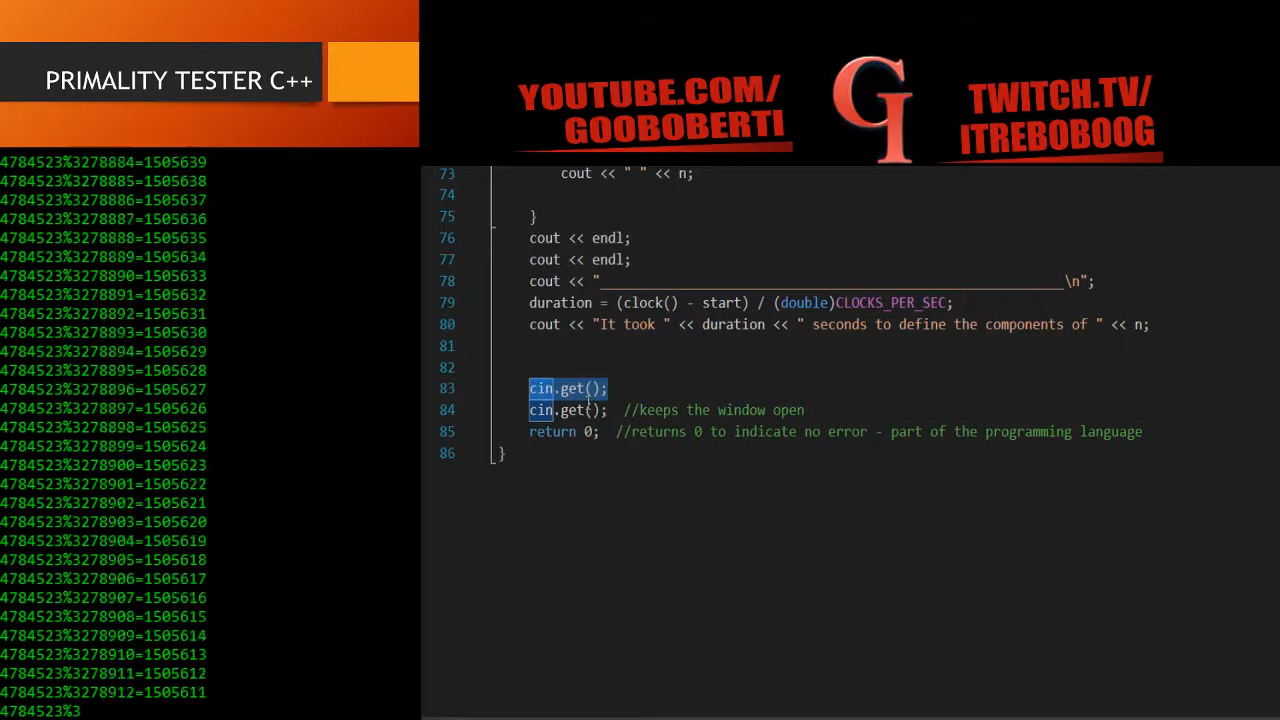 PRIMALITY TESTER C++
YOUTUBE.COM/
GOOBOBERTI
GI
TWITCH.TV/
ITREBOBOOG
4784523%3278884=1505639
4784523%3278885=1505638
4784523%3278886=1505637
4784523%3278887=1505636
4784523%3278888=1505635
4784523%3278889=1505634
4784523%3278890=1505633
4784523%3278891=1505632
4784523%3278892=1505631
4784523%3278893=1505630
4784523%3278894=1505629
4784523%3278895=1505628
4784523%3278896=1505627
4784523%3278897=1505626
4784523%3278898=1505625
4784523%3278899=1505624
4784523%3278900=1505623
4784523%3278901=1505622
4784523%3278902=1505621
4784523%3278903=1505620
4784523%3278904=1505619
4784523%3278905=1505618
4784523%3278906=1505617
4784523%3278907=1505616
4784523%3278908=1505615
4784523%3278909=1505614
4784523%3278910=1505613
4784523%3278911=1505612
4784523%3278912=1505611
4784523%3
73 cout << " " << n;
74
75 }
76 cout << endl;
77 cout << endl;
78 cout << "___________________________________________________________\n";
79 duration = (clock() - start) / (double)CLOCKS_PER_SEC;
80 cout << "It took " << duration << " seconds to define the components of " << n;
81
82
83 cin.get();
84 cin.get(); //keeps the window open
85 return 0; //returns 0 to indicate no error - part of the programming language
86 }